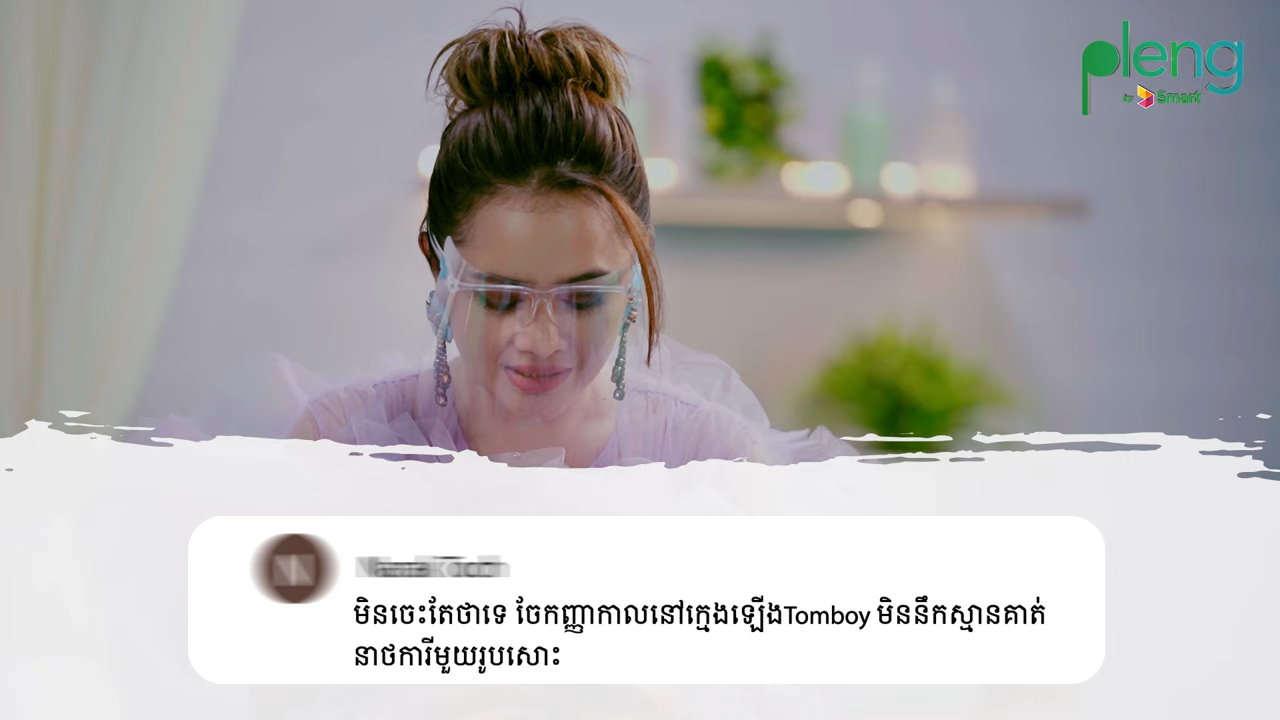 pleng
by Smart
មិនចេះតែថាទេ ចែកញ្ញាកាលនៅក្មេងឡើងTomboy មិននឹកស្មានគាត់
នាថការីមួយរូបសោះ